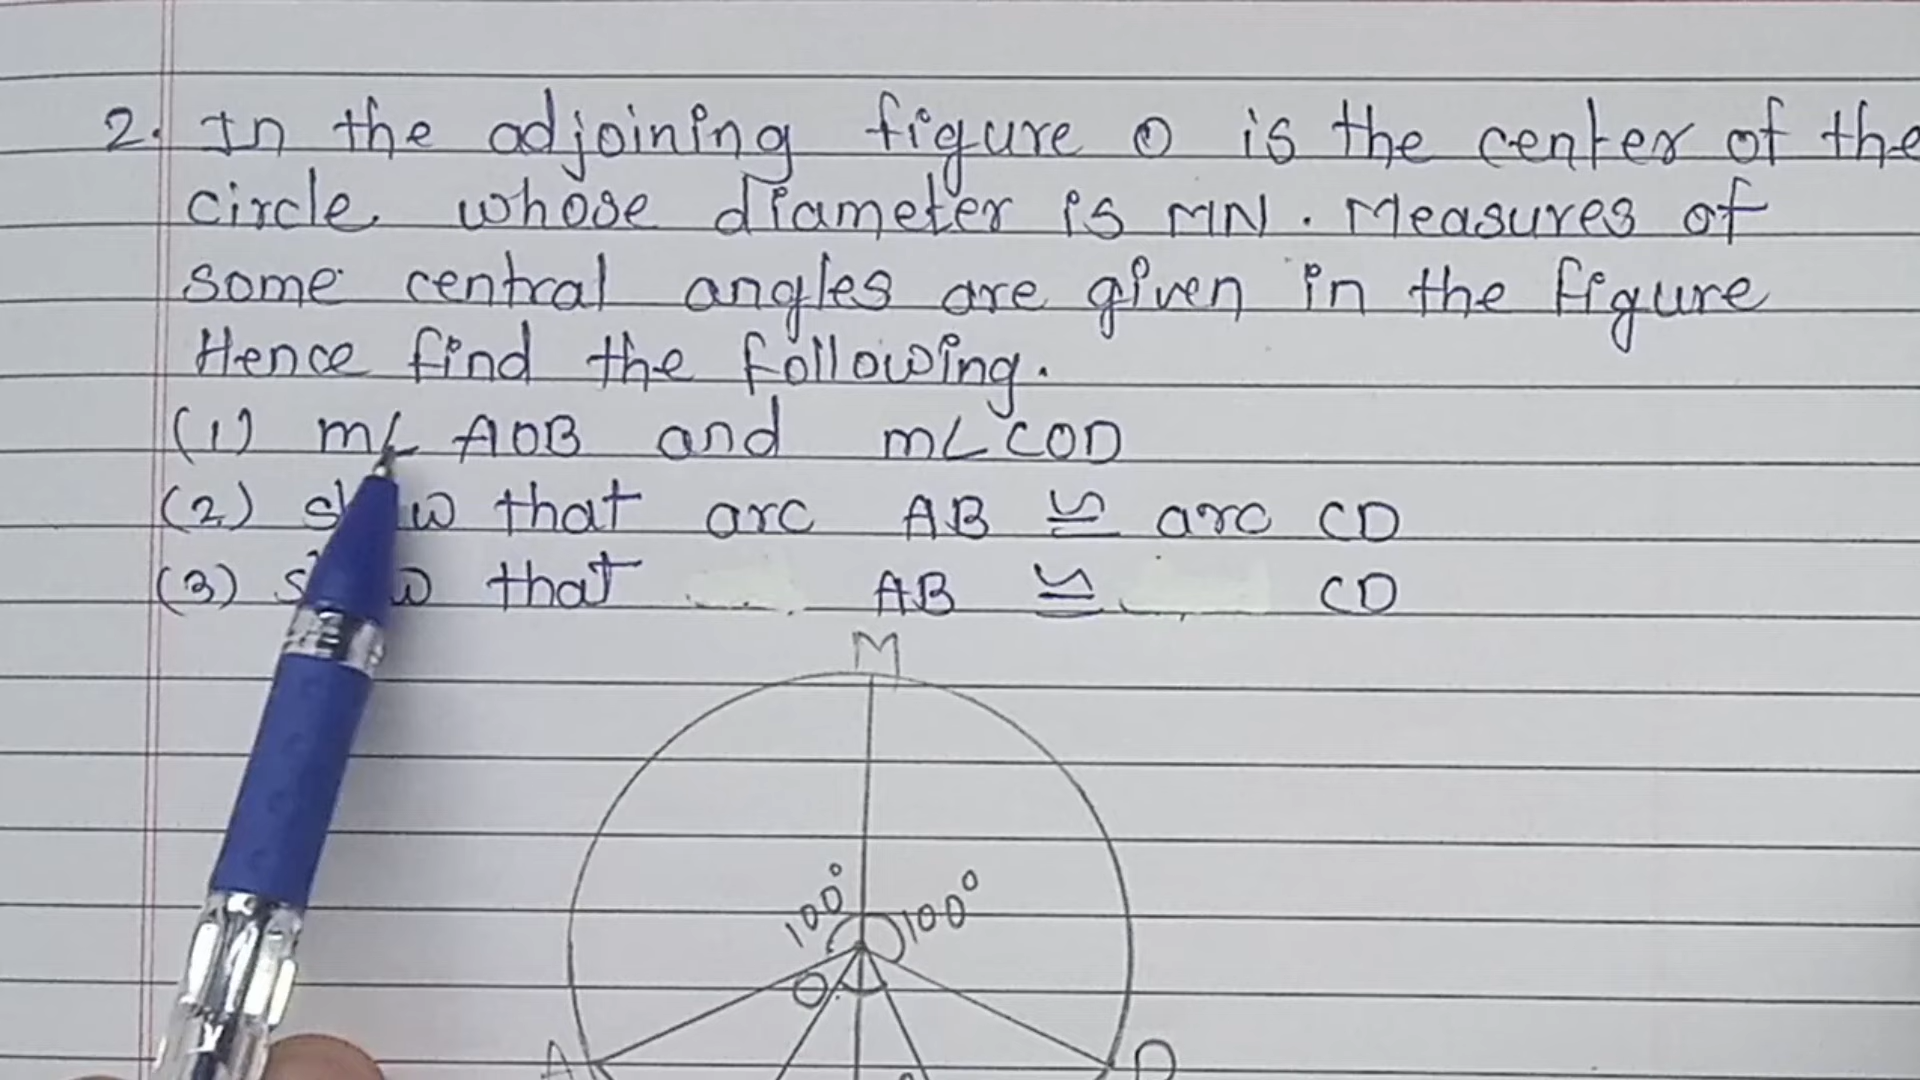 2. In the adjoining figure O is the center of the
circle whose diameter is MN. Measures of
some central angles are given in the figure
Hence find the following.
(1) m∠ AOB and m∠ COD
(2) show that arc AB ≅ arc CD
(3) show that AB ≅ CD
M
100° 100°
O
A D